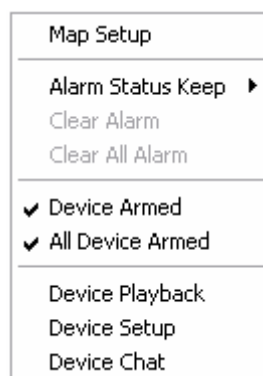 Map Setup
Alarm Status Keep
Clear Alarm
Clear All Alarm
Device Armed
All Device Armed
Device Playback
Device Setup
Device Chat